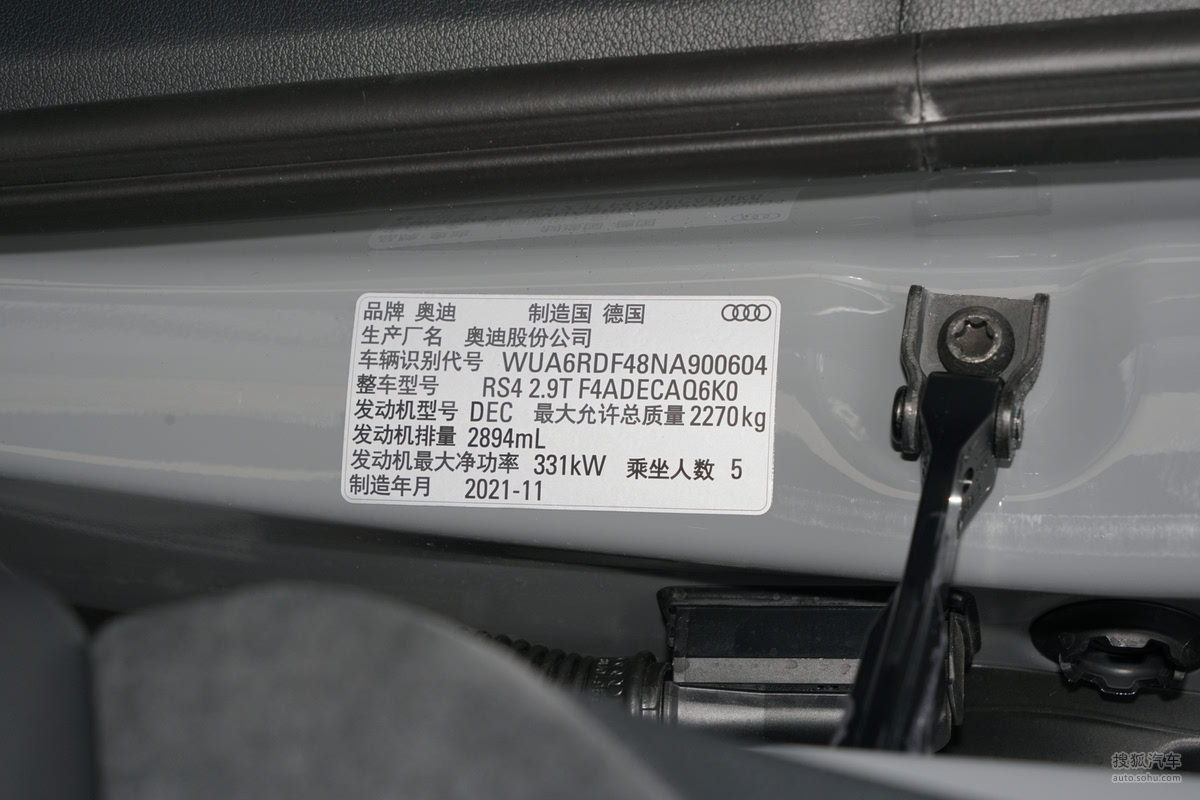 品牌 奥迪 制造国 德国
生产厂名 奥迪股份公司
车辆识别代号 WUA6RDF48NA900604
整车型号 RS4 2.9T F4ADECAQ6K0
发动机型号 DEC 最大允许总质量 2270kg
发动机排量 2894mL
发动机最大净功率 331kW 乘坐人数 5
制造年月 2021-11
搜狐汽车
auto.sohu.com